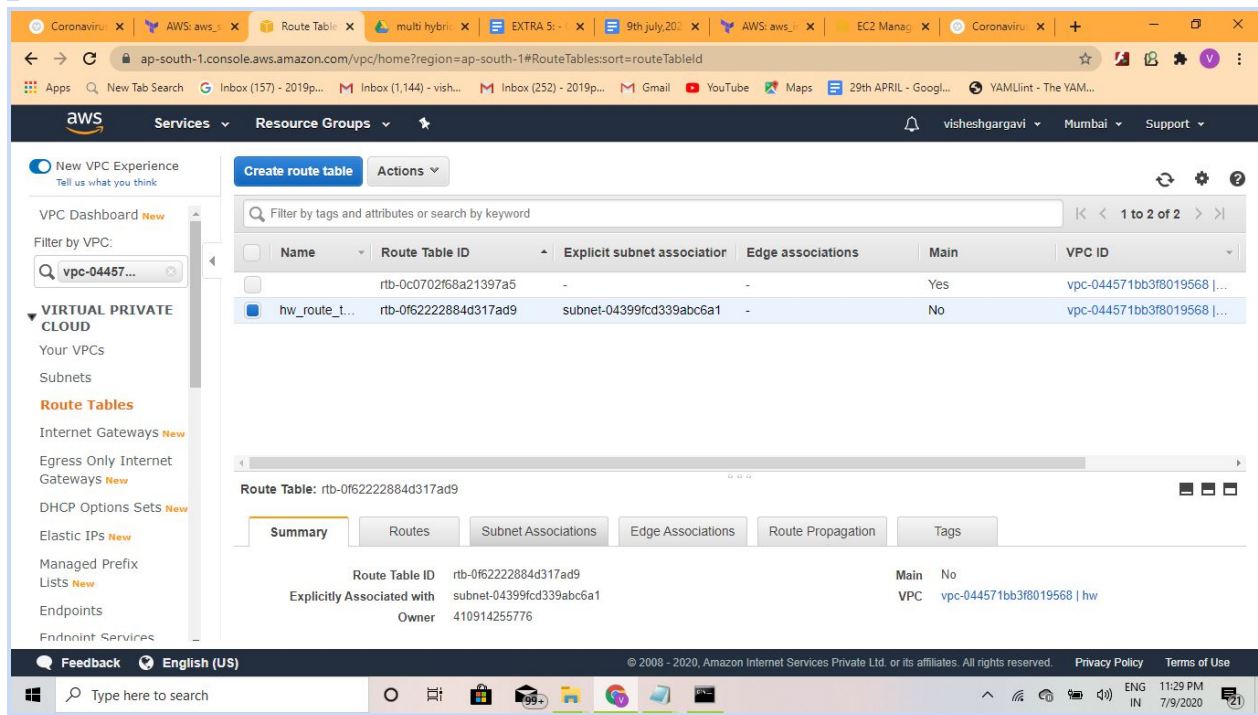 Coronaviru: AWS: aws_s Route Table multi hybric EXTRA 5: - ( 9th july,202 AWS: aws_i EC2 Manag Coronaviru:
ap-south-1.console.aws.amazon.com/vpc/home?region=ap-south-1#RouteTables:sort=routeTableId V
Apps New Tab Search Inbox (157) - 2019p... Inbox (1,144) - vish... Inbox (252) - 2019p... Gmail YouTube Maps 29th APRIL - Googl... YAMLlint - The YAM...
aws Services Resource Groups visheshgargavi Mumbai Support
New VPC Experience
Tell us what you think
Create route table Actions
VPC Dashboard New
Filter by tags and attributes or search by keyword
1 to 2 of 2
Filter by VPC:
vpc-04457...
Name Route Table ID Explicit subnet association Edge associations Main VPC ID
rtb-0c0702f68a21397a5 - - Yes vpc-044571bb3f8019568 |...
hw_route_t... rtb-0f62222884d317ad9 subnet-04399fcd339abc6a1 - No vpc-044571bb3f8019568 |...
VIRTUAL PRIVATE
CLOUD
Your VPCs
Subnets
Route Tables
Internet Gateways New
Egress Only Internet
Gateways New
DHCP Options Sets New
Elastic IPs New
Managed Prefix
Lists New
Endpoints
Endpoint Services
Route Table: rtb-0f62222884d317ad9
Summary Routes Subnet Associations Edge Associations Route Propagation Tags
Route Table ID rtb-0f62222884d317ad9 Main No
Explicitly Associated with subnet-04399fcd339abc6a1 VPC vpc-044571bb3f8019568 | hw
Owner 410914255776
Feedback English (US) © 2008 - 2020, Amazon Internet Services Private Ltd. or its affiliates. All rights reserved. Privacy Policy Terms of Use
Type here to search 99+ ENG 11:29 PM
IN 7/9/2020 21